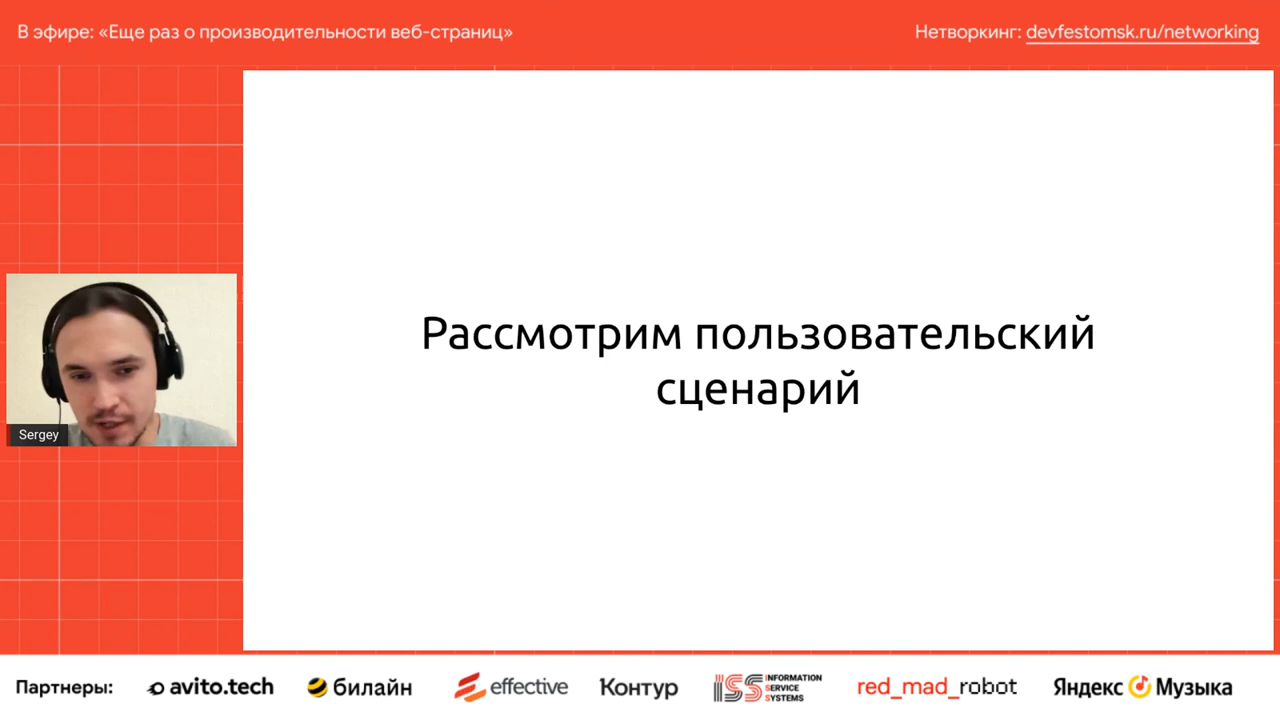 В эфире: «Еще раз о производительности веб-страниц»
Нетворкинг: devfestomsk.ru/networking
Рассмотрим пользовательский
сценарий
Sergey
Партнеры:
avito.tech
билайн
effective
Контур
ISS INFORMATION
SERVICE
SYSTEMS
red_mad_robot
Яндекс Музыка